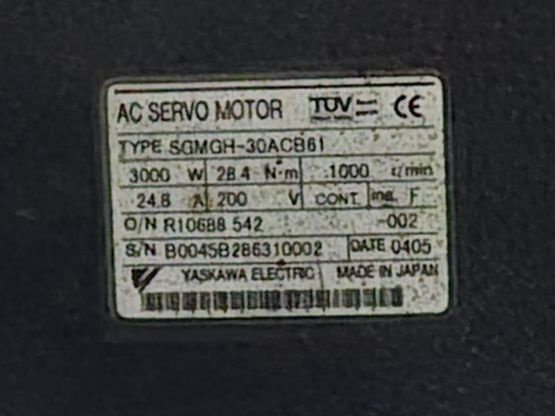 AC SERVO MOTOR TÜV CE
TYPE SGMGH-30ACB61
3000 W 28.4 N·m 1000 r/min
24.8 A 200 V CONT. ins. F
O/N R10688 542 -002
S/N B0045B286310002 DATE 0405
YASKAWA ELECTRIC MADE IN JAPAN